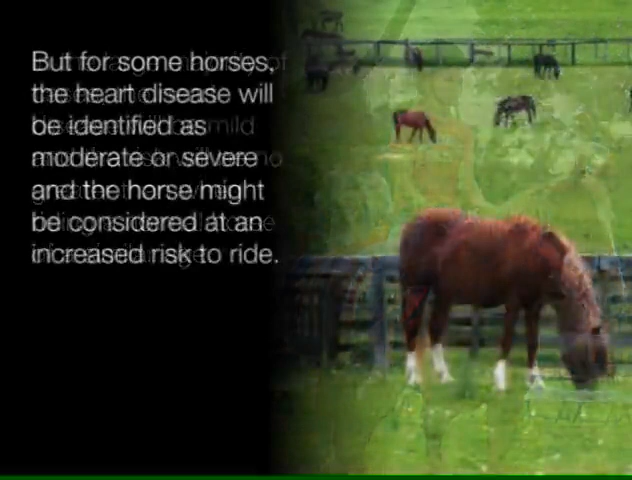 But for some horses,
the heart disease will
be identified as
moderate or severe
and the horse might
be considered at an
increased risk to ride.